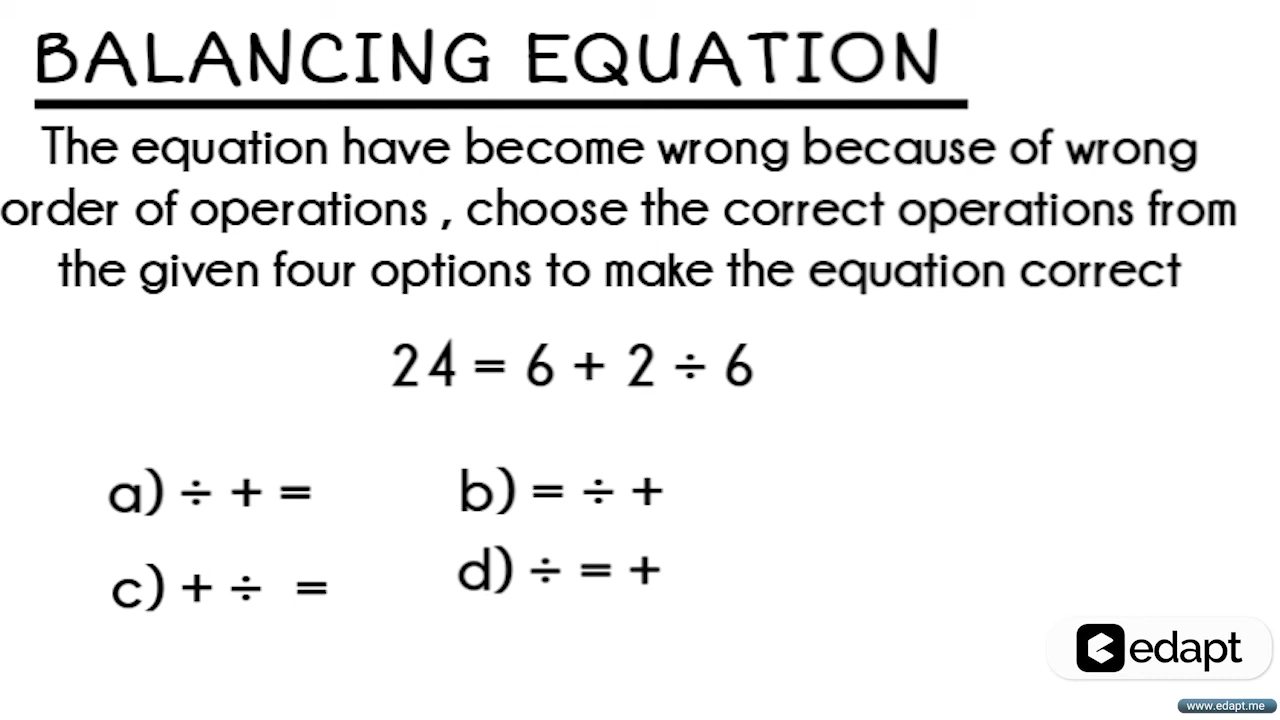 BALANCING EQUATION
The equation have become wrong because of wrong
order of operations , choose the correct operations from
the given four options to make the equation correct
24 = 6 + 2 ÷ 6
a) ÷ + = b) = ÷ +
c) + ÷ = d) ÷ = +
edapt
www.edapt.me